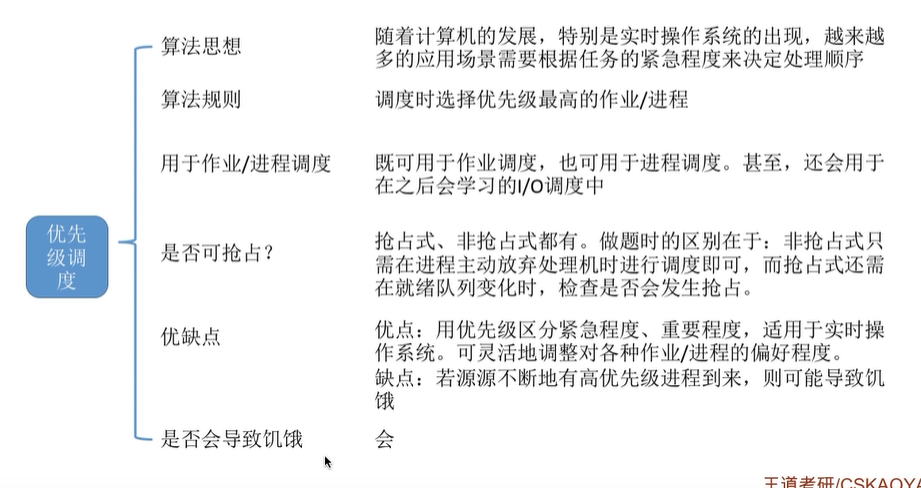 算法思想
随着计算机的发展，特别是实时操作系统的出现，越来越
多的应用场景需要根据任务的紧急程度来决定处理顺序
算法规则
调度时选择优先级最高的作业/进程
用于作业/进程调度
既可用于作业调度，也可用于进程调度。甚至，还会用于
在之后会学习的I/O调度中
优先
级调
度
是否可抢占？
抢占式、非抢占式都有。做题时的区别在于：非抢占式只
需在进程主动放弃处理机时进行调度即可，而抢占式还需
在就绪队列变化时，检查是否会发生抢占。
优缺点
优点：用优先级区分紧急程度、重要程度，适用于实时操
作系统。可灵活地调整对各种作业/进程的偏好程度。
缺点：若源源不断地有高优先级进程到来，则可能导致饥
饿
是否会导致饥饿
会
王道考研/CSKAOYA